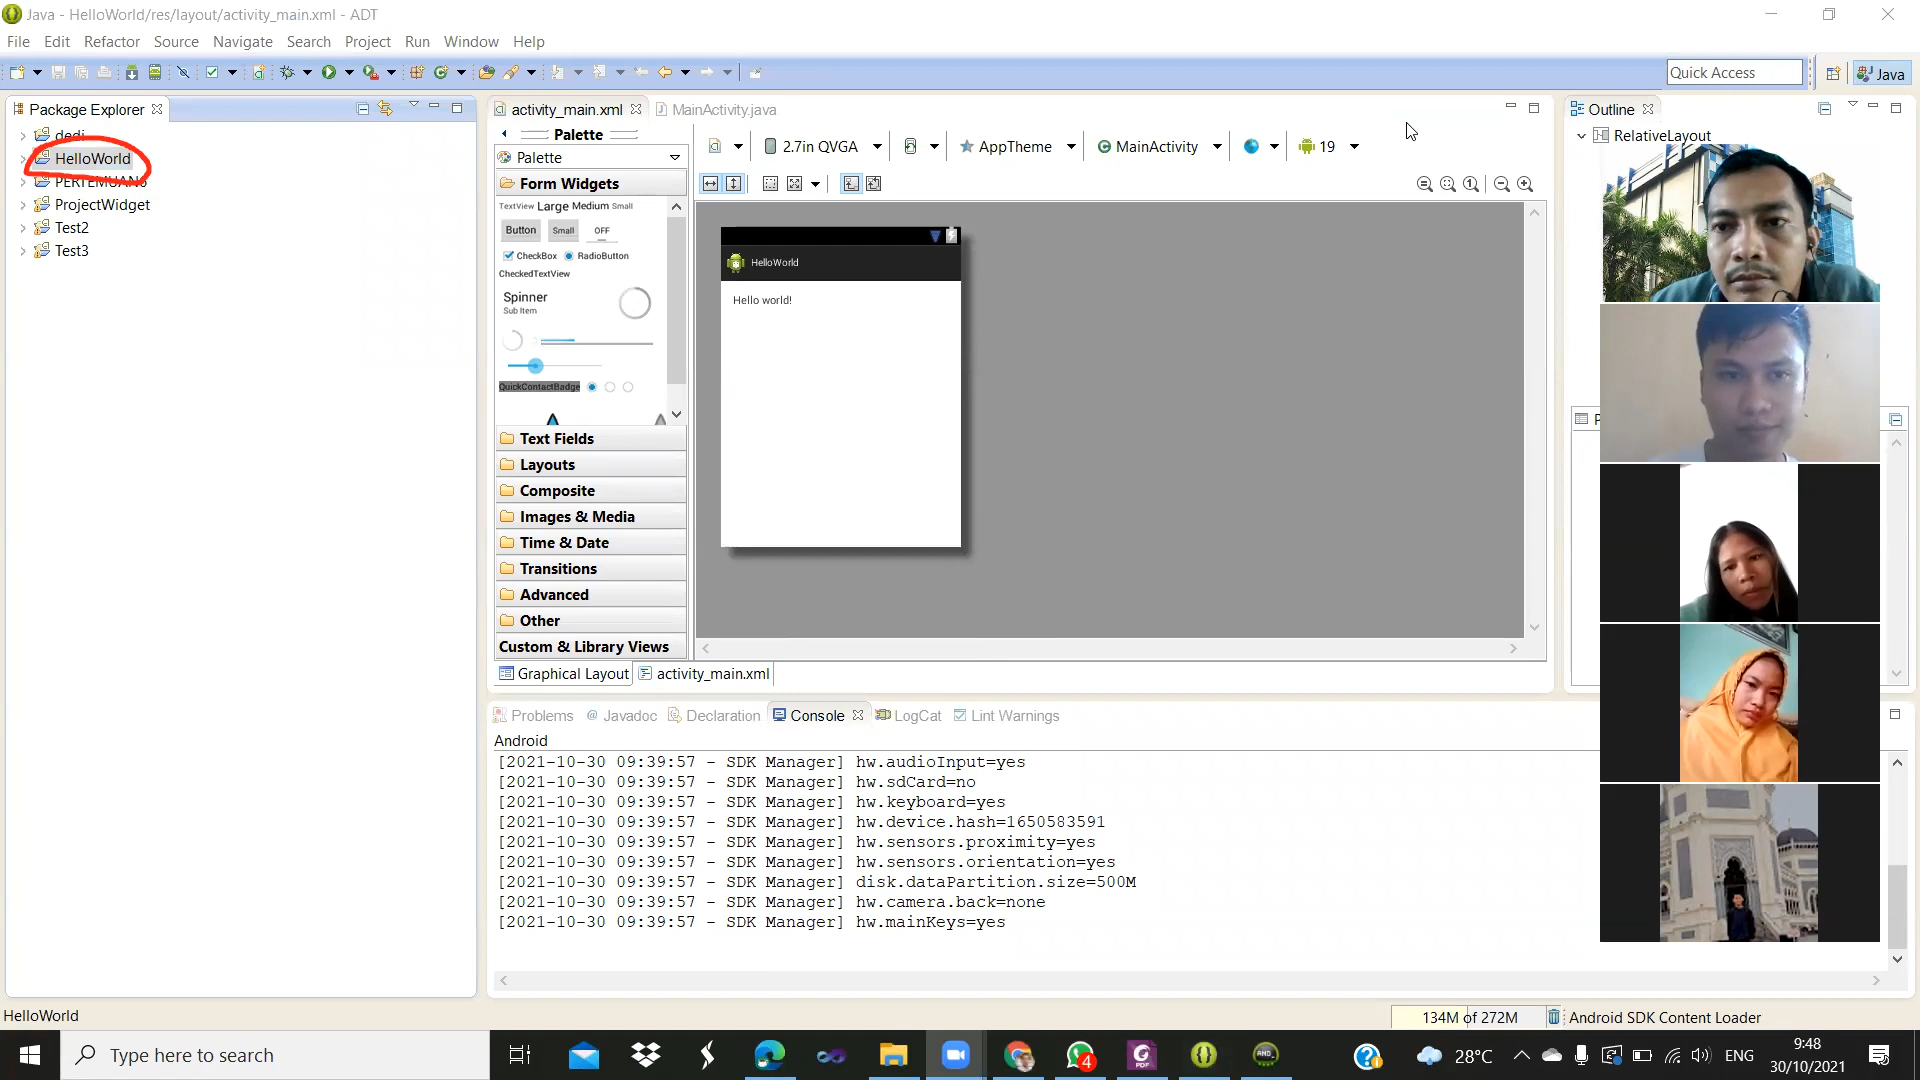 Java - HelloWorld/res/layout/activity_main.xml - ADT
File Edit Refactor Source Navigate Search Project Run Window Help
Quick Access
Java
Package Explorer
dedi
HelloWorld
PERTEMUAN6
ProjectWidget
Test2
Test3
activity_main.xml
MainActivity.java
Palette
Palette
Form Widgets
TextView Large Medium Small
Button Small OFF
CheckBox RadioButton
CheckedTextView
Spinner
Sub Item
QuickContactBadge
Text Fields
Layouts
Composite
Images & Media
Time & Date
Transitions
Advanced
Other
Custom & Library Views
2.7in QVGA
AppTheme
MainActivity
19
HelloWorld
Hello world!
Graphical Layout
activity_main.xml
Outline
RelativeLayout
P
Problems Javadoc Declaration Console LogCat Lint Warnings
Android
[2021-10-30 09:39:57 - SDK Manager] hw.audioInput=yes
[2021-10-30 09:39:57 - SDK Manager] hw.sdCard=no
[2021-10-30 09:39:57 - SDK Manager] hw.keyboard=yes
[2021-10-30 09:39:57 - SDK Manager] hw.device.hash=1650583591
[2021-10-30 09:39:57 - SDK Manager] hw.sensors.proximity=yes
[2021-10-30 09:39:57 - SDK Manager] hw.sensors.orientation=yes
[2021-10-30 09:39:57 - SDK Manager] disk.dataPartition.size=500M
[2021-10-30 09:39:57 - SDK Manager] hw.camera.back=none
[2021-10-30 09:39:57 - SDK Manager] hw.mainKeys=yes
HelloWorld
134M of 272M
Android SDK Content Loader
Type here to search
4
PDF
AND
28°C
ENG
9:48
30/10/2021